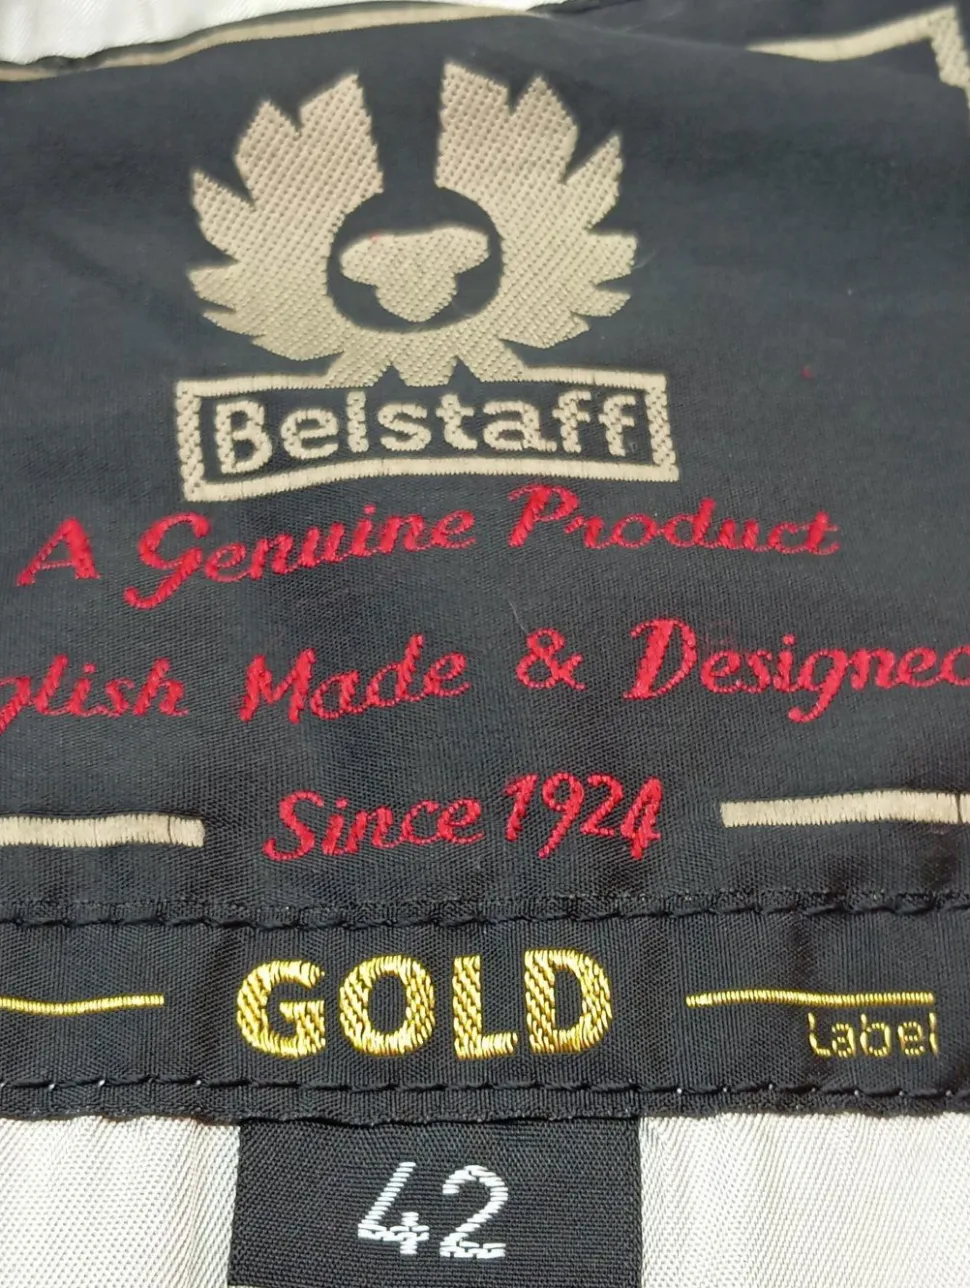 Belstaff
A Genuine Product
glish Made & Designed
Since 1924
GOLD
Label
42